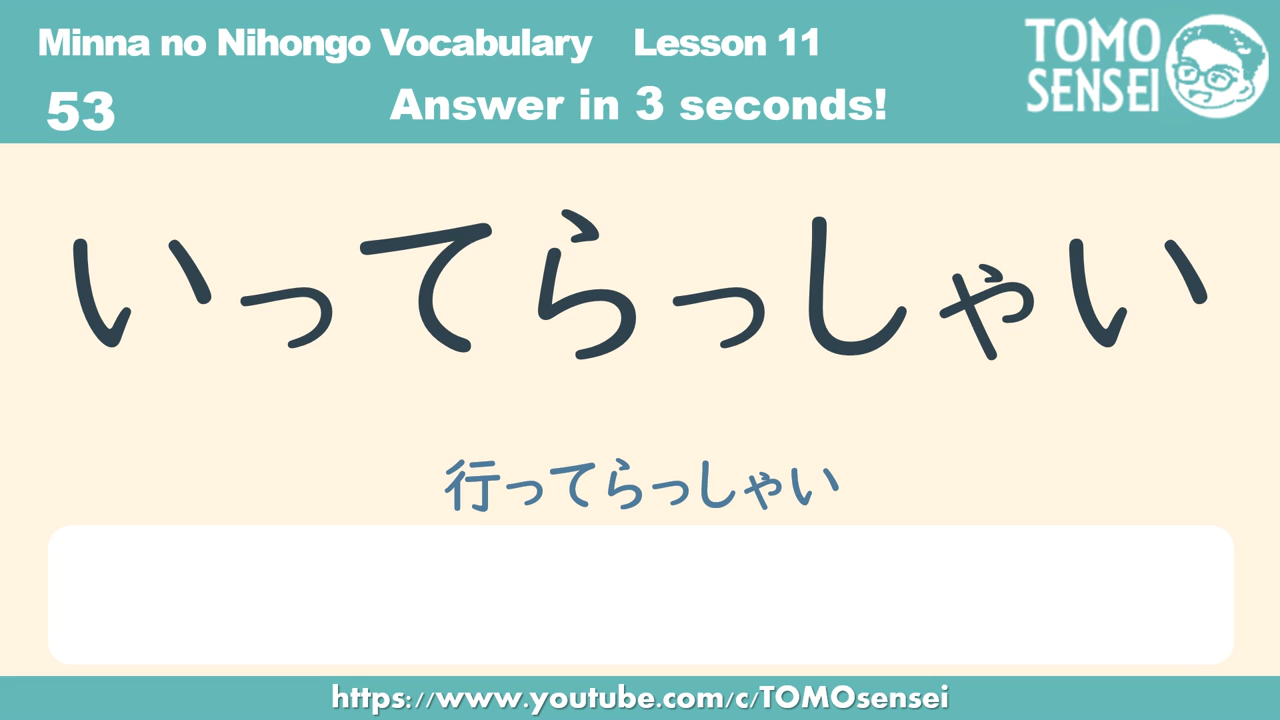 Minna no Nihongo Vocabulary Lesson 11
TOMO
SENSEI
53
Answer in 3 seconds!
いってらっしゃい
行ってらっしゃい
https://www.youtube.com/c/TOMOsensei